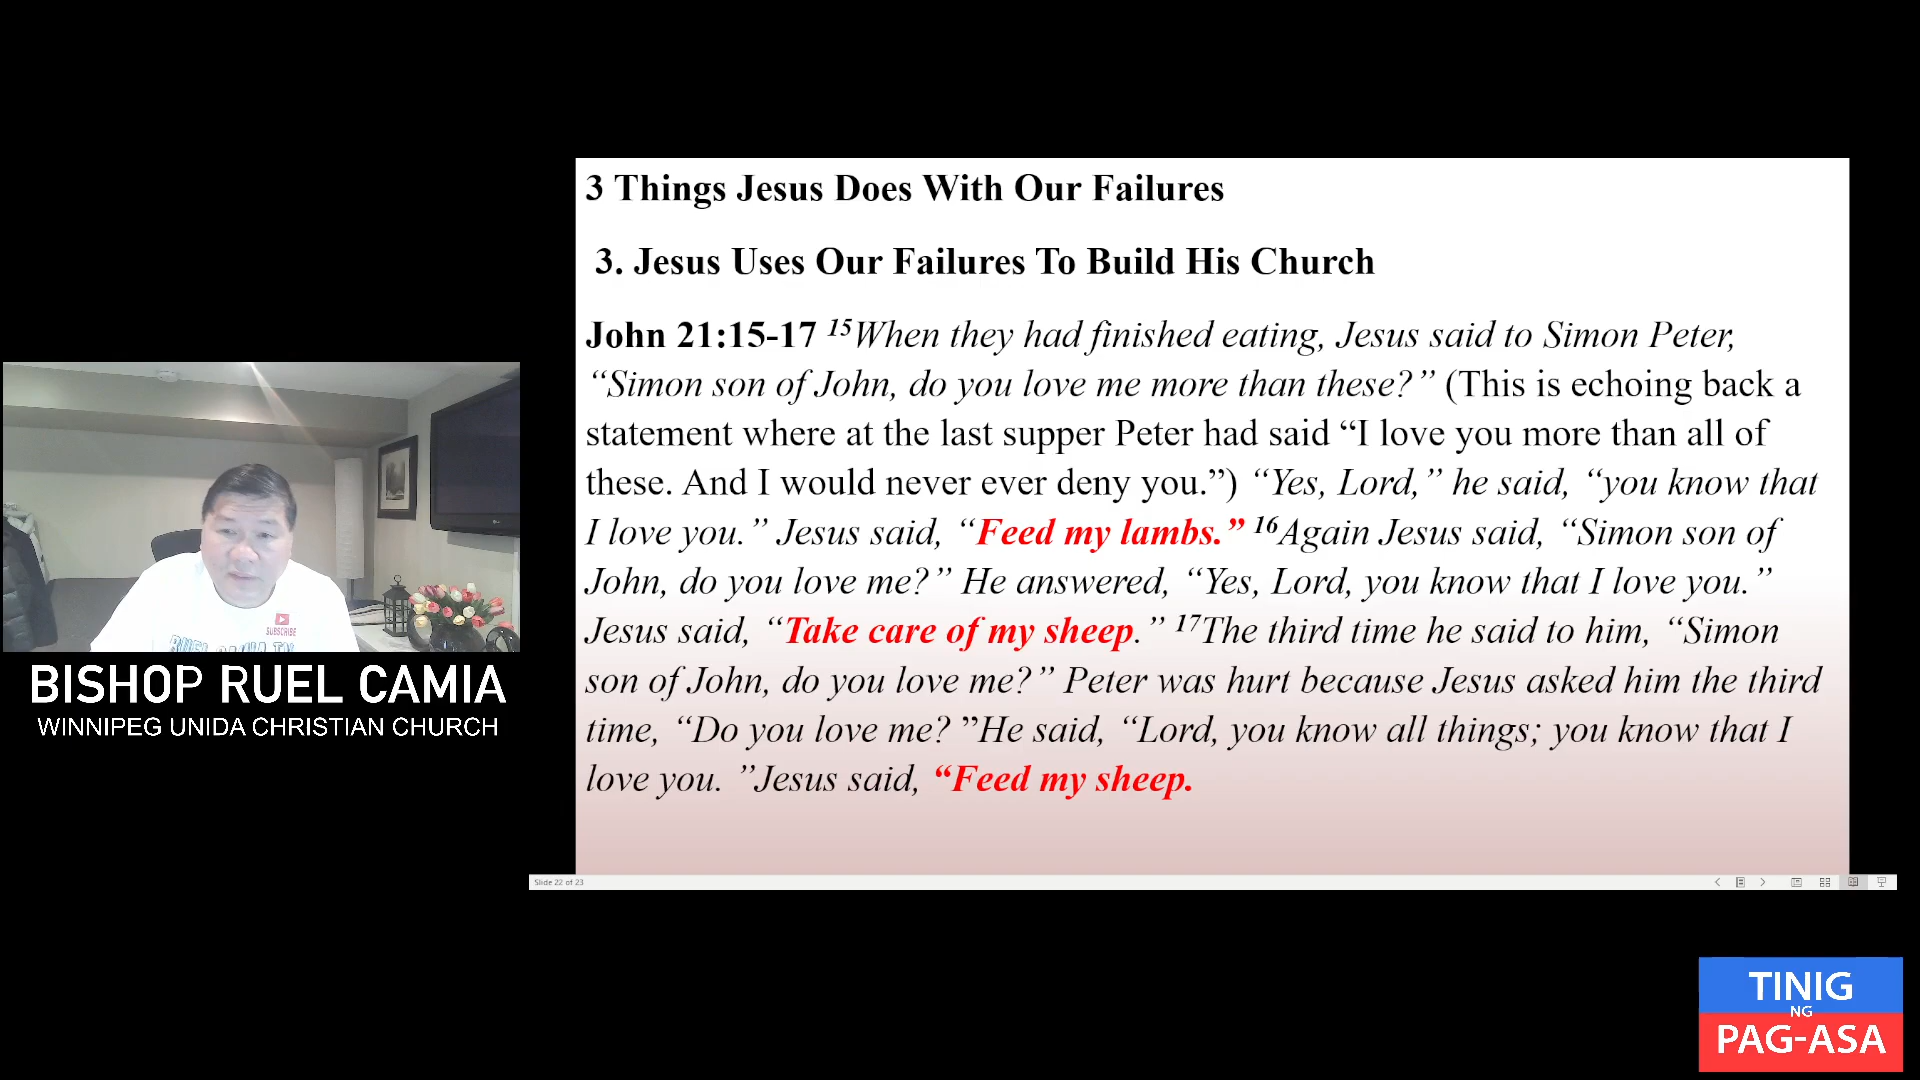 3 Things Jesus Does With Our Failures
3. Jesus Uses Our Failures To Build His Church
John 21:15-17 15When they had finished eating, Jesus said to Simon Peter,
“Simon son of John, do you love me more than these?” (This is echoing back a
statement where at the last supper Peter had said “I love you more than all of
these. And I would never ever deny you.”) “Yes, Lord,” he said, “you know that
I love you.” Jesus said, “Feed my lambs.” 16Again Jesus said, “Simon son of
John, do you love me?” He answered, “Yes, Lord, you know that I love you.”
Jesus said, “Take care of my sheep.” 17The third time he said to him, “Simon
son of John, do you love me?” Peter was hurt because Jesus asked him the third
time, “Do you love me? ”He said, “Lord, you know all things; you know that I
love you. ”Jesus said, “Feed my sheep.
Slide 22 of 23
SUBSCRIBE
BISHOP RUEL CAMIA
WINNIPEG UNIDA CHRISTIAN CHURCH
TINIG
NG
PAG-ASA